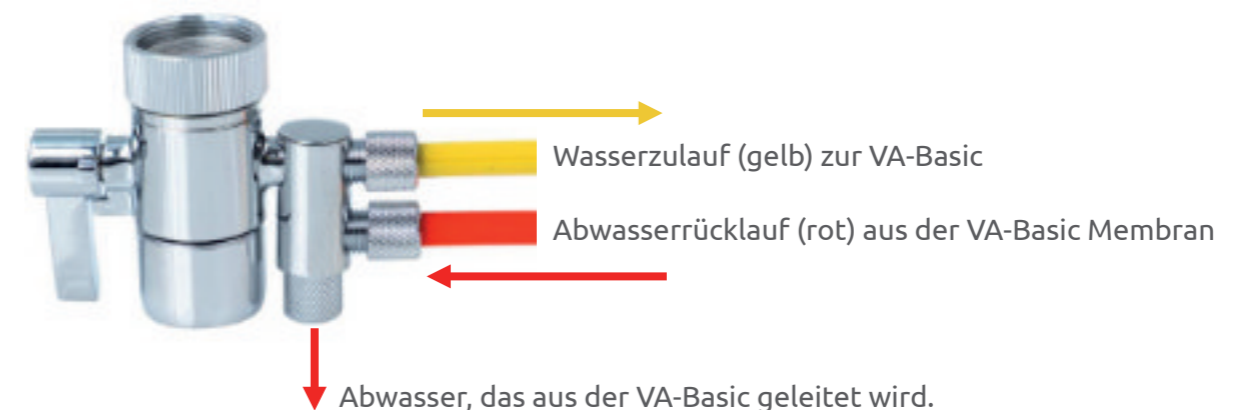 Wasserzulauf (gelb) zur VA-Basic
Abwasserrücklauf (rot) aus der VA-Basic Membran
Abwasser, das aus der VA-Basic geleitet wird.